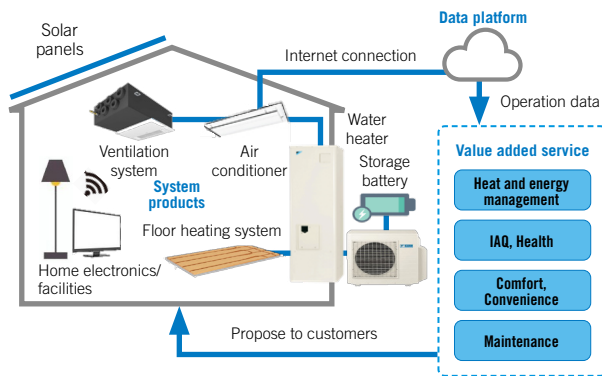 Solar
panels
Data platform
Internet connection
Operation data
Ventilation
system
Air
conditioner
Water
heater
Storage
battery
System
products
Floor heating system
Home electronics/
facilities
Value added service
Heat and energy
management
IAQ, Health
Comfort,
Convenience
Maintenance
Propose to customers